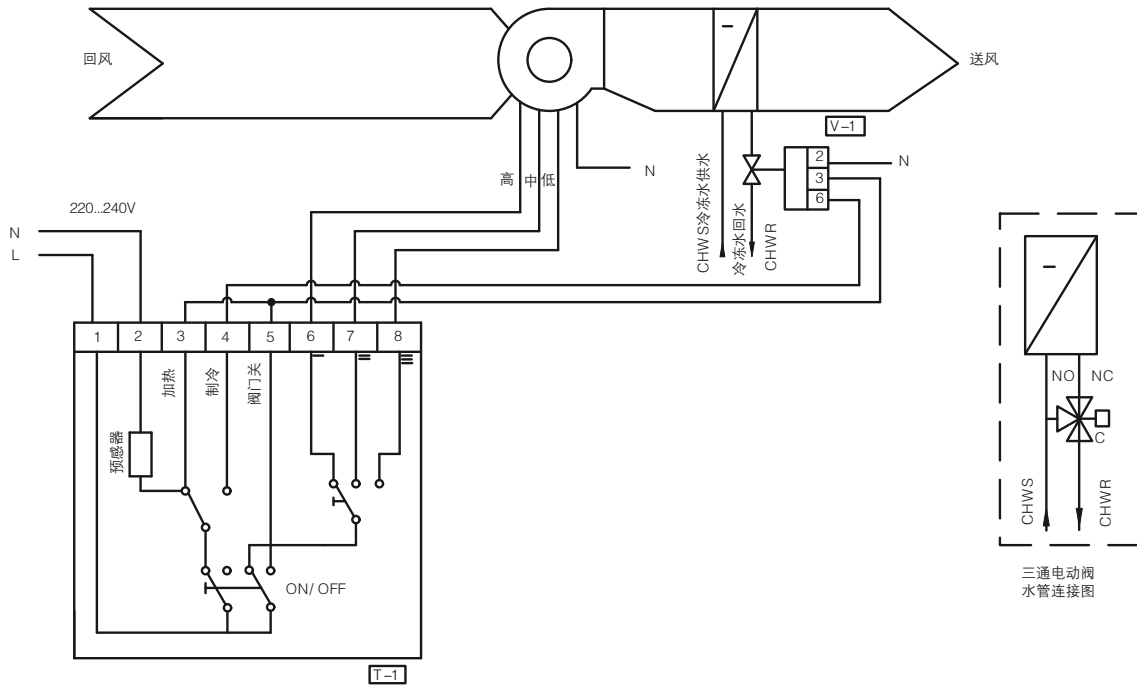 回风
送风
V-1
高 中 低
N
2
3
6
N
CHWS冷冻水供水
冷冻水回水
CHWR
220...240V
N
L
1 2 3 4 5 6 7 8
加热
制冷
阀门关
预感器
ON/ OFF
T-1
NO NC
C
CHWS
CHWR
三通电动阀
水管连接图